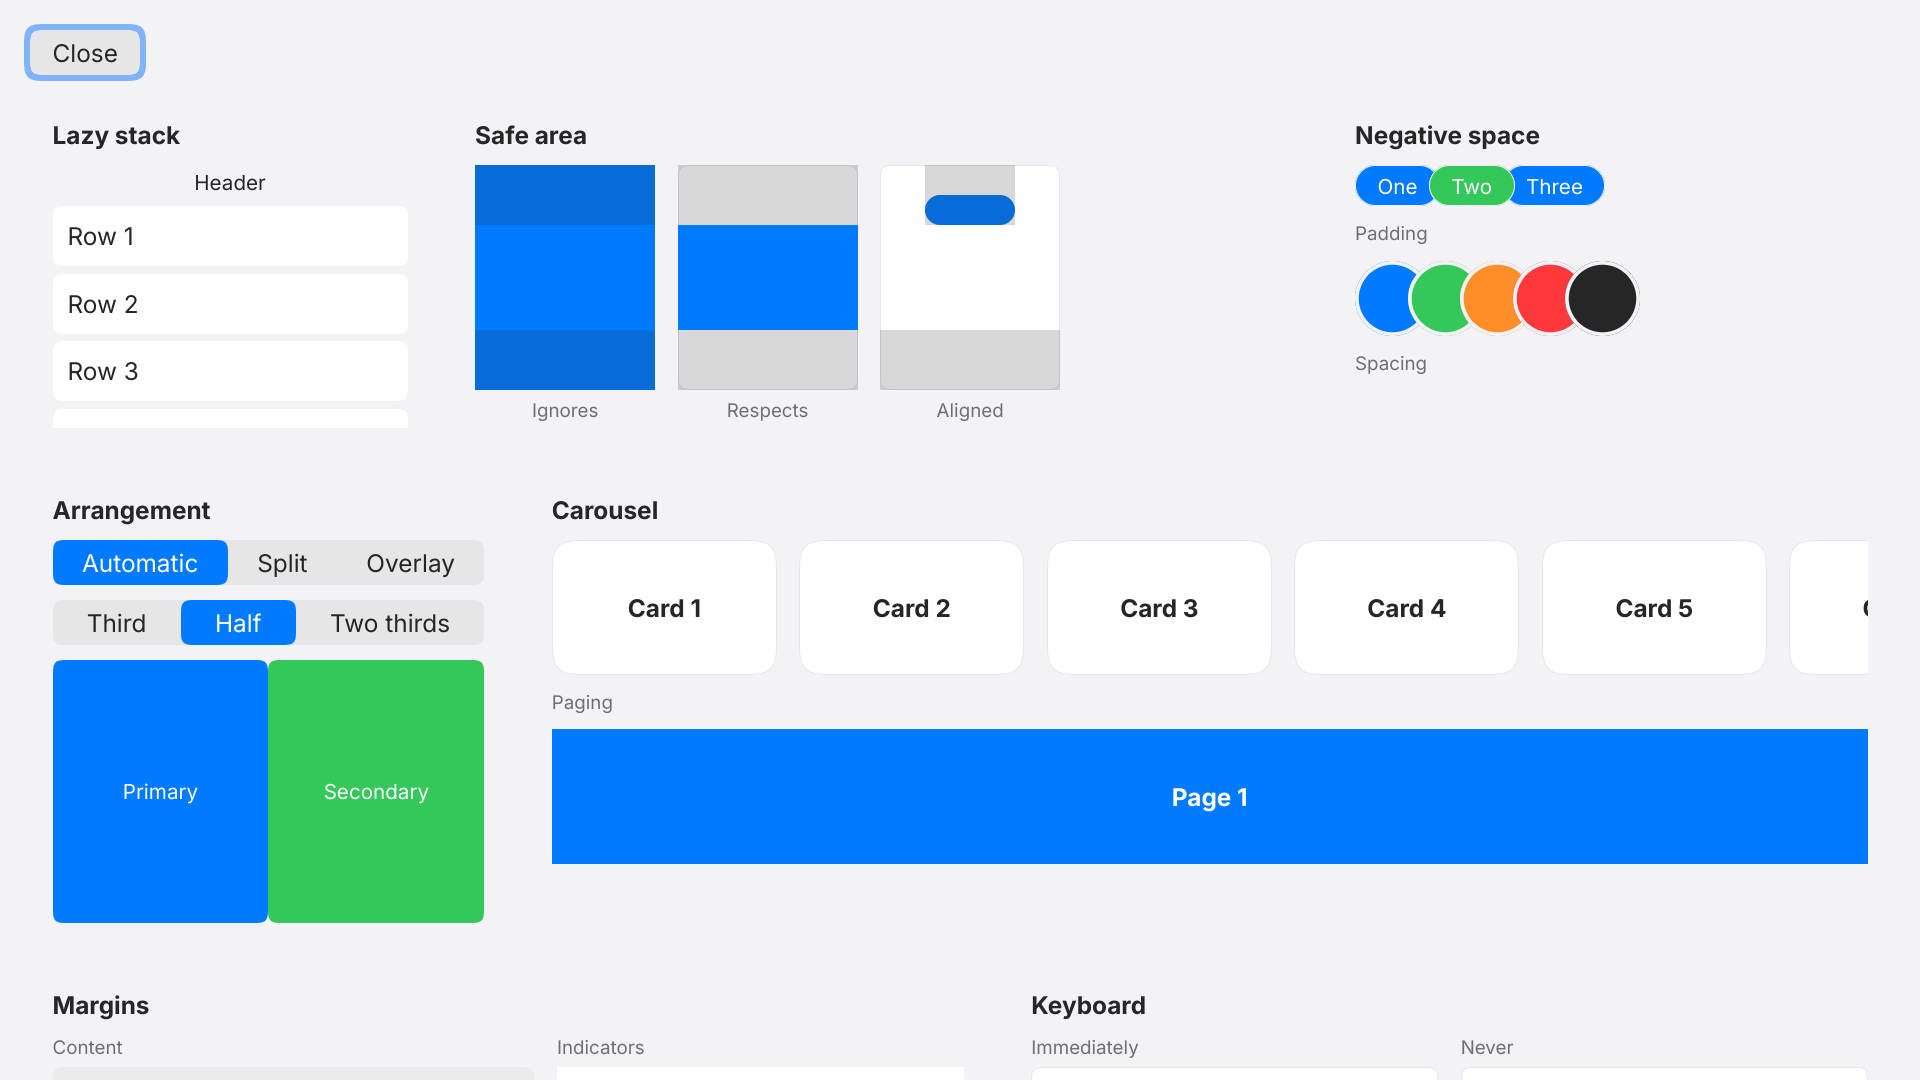 Close
Lazy stack
Header
Row 1
Row 2
Row 3
Safe area
Ignores
Respects
Aligned
Negative space
One
Two
Three
Padding
Spacing
Arrangement
Automatic
Split
Overlay
Third
Half
Two thirds
Primary
Secondary
Carousel
Card 1
Card 2
Card 3
Card 4
Card 5
Paging
Page 1
Margins
Content
Indicators
Keyboard
Immediately
Never